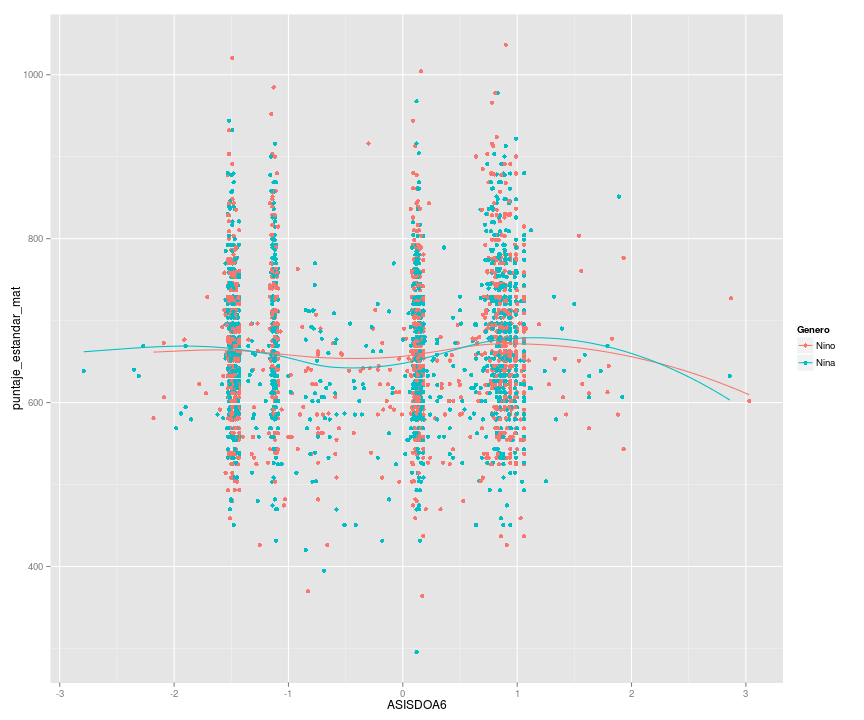 puntaje_estandar_mat
1000
800
600
400
-3 -2 -1 0 1 2 3
ASISDOA6
Genero
Nino
Nina